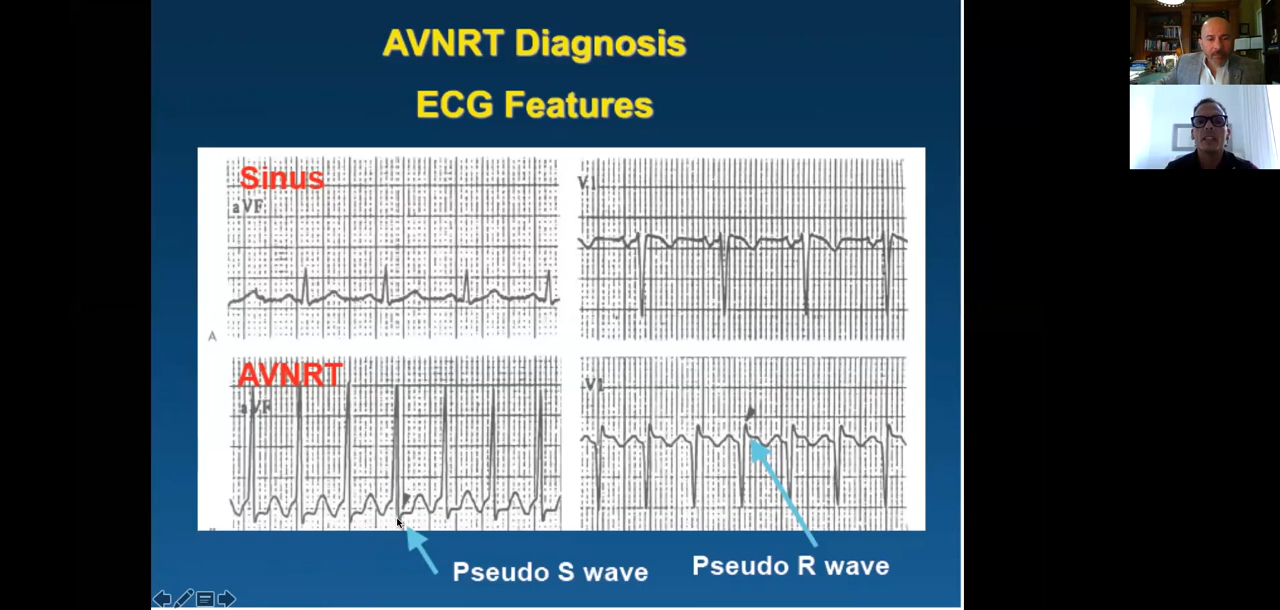 AVNRT Diagnosis
ECG Features
Sinus
aVF
V1
A
AVNRT
aVF
V1
Pseudo S wave
Pseudo R wave